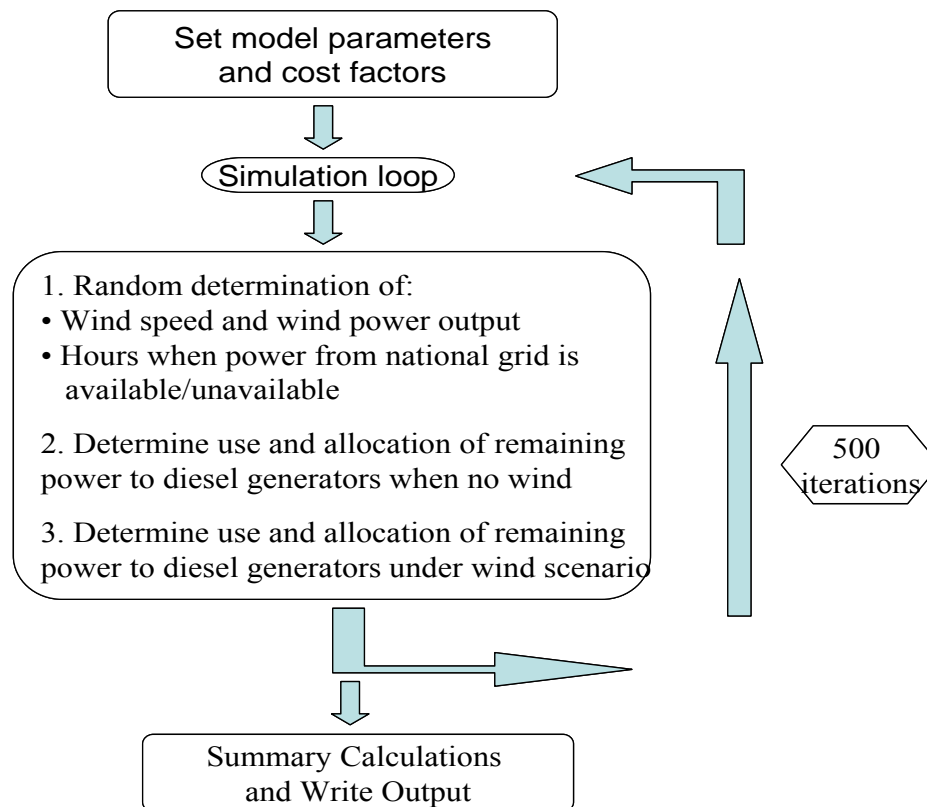 Set model parameters
and cost factors
Simulation loop
1. Random determination of:
• Wind speed and wind power output
• Hours when power from national grid is
available/unavailable
2. Determine use and allocation of remaining
power to diesel generators when no wind
3. Determine use and allocation of remaining
power to diesel generators under wind scenario
500
iterations
Summary Calculations
and Write Output